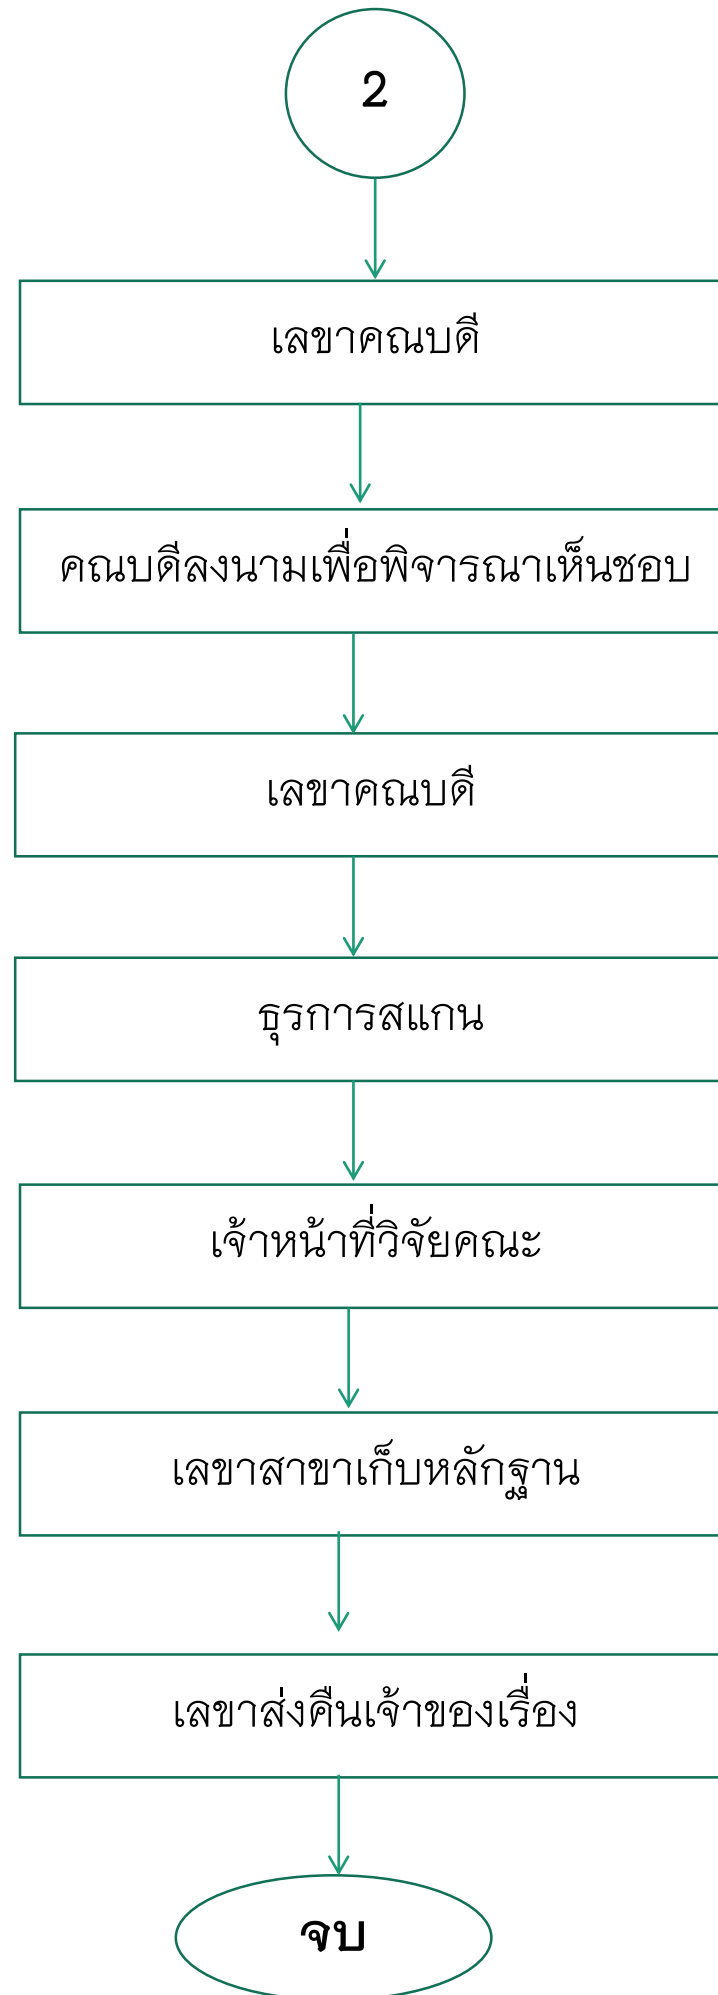 2
เลขาคณบดี
คณบดีลงนามเพื่อพิจารณาเห็นชอบ
เลขาคณบดี
ธุรการสแกน
เจ้าหน้าที่วิจัยคณะ
เลขาสาขาเก็บหลักฐาน
เลขาส่งคืนเจ้าของเรื่อง
จบ